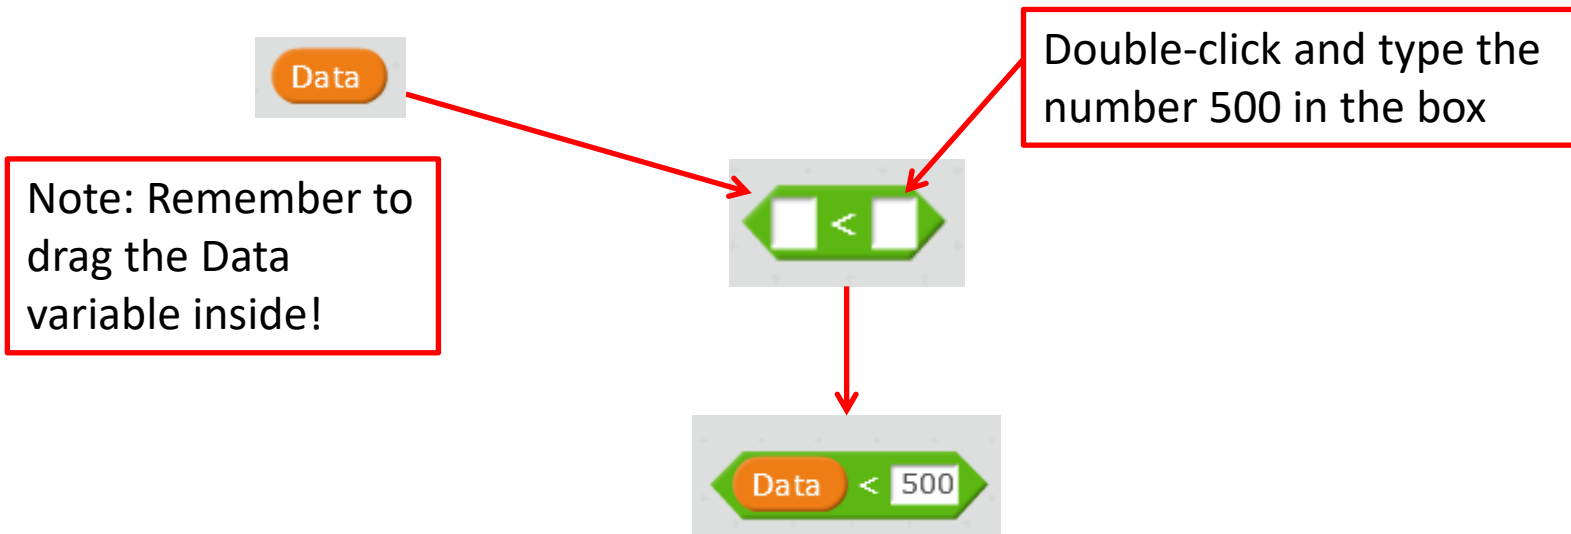 Data
Double-click and type the
number 500 in the box
Note: Remember to
drag the Data
variable inside!
<
Data < 500